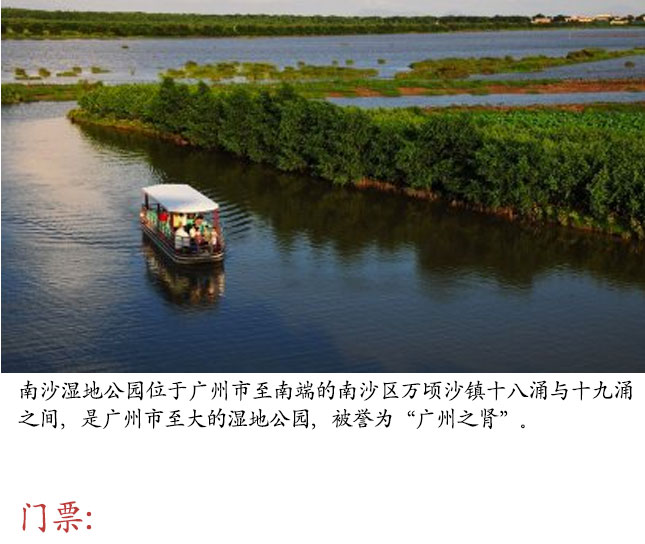 南沙湿地公园位于广州市至南端的南沙区万顷沙镇十八涌与十九涌
之间，是广州市至大的湿地公园，被誉为“广州之肾”。
门票: